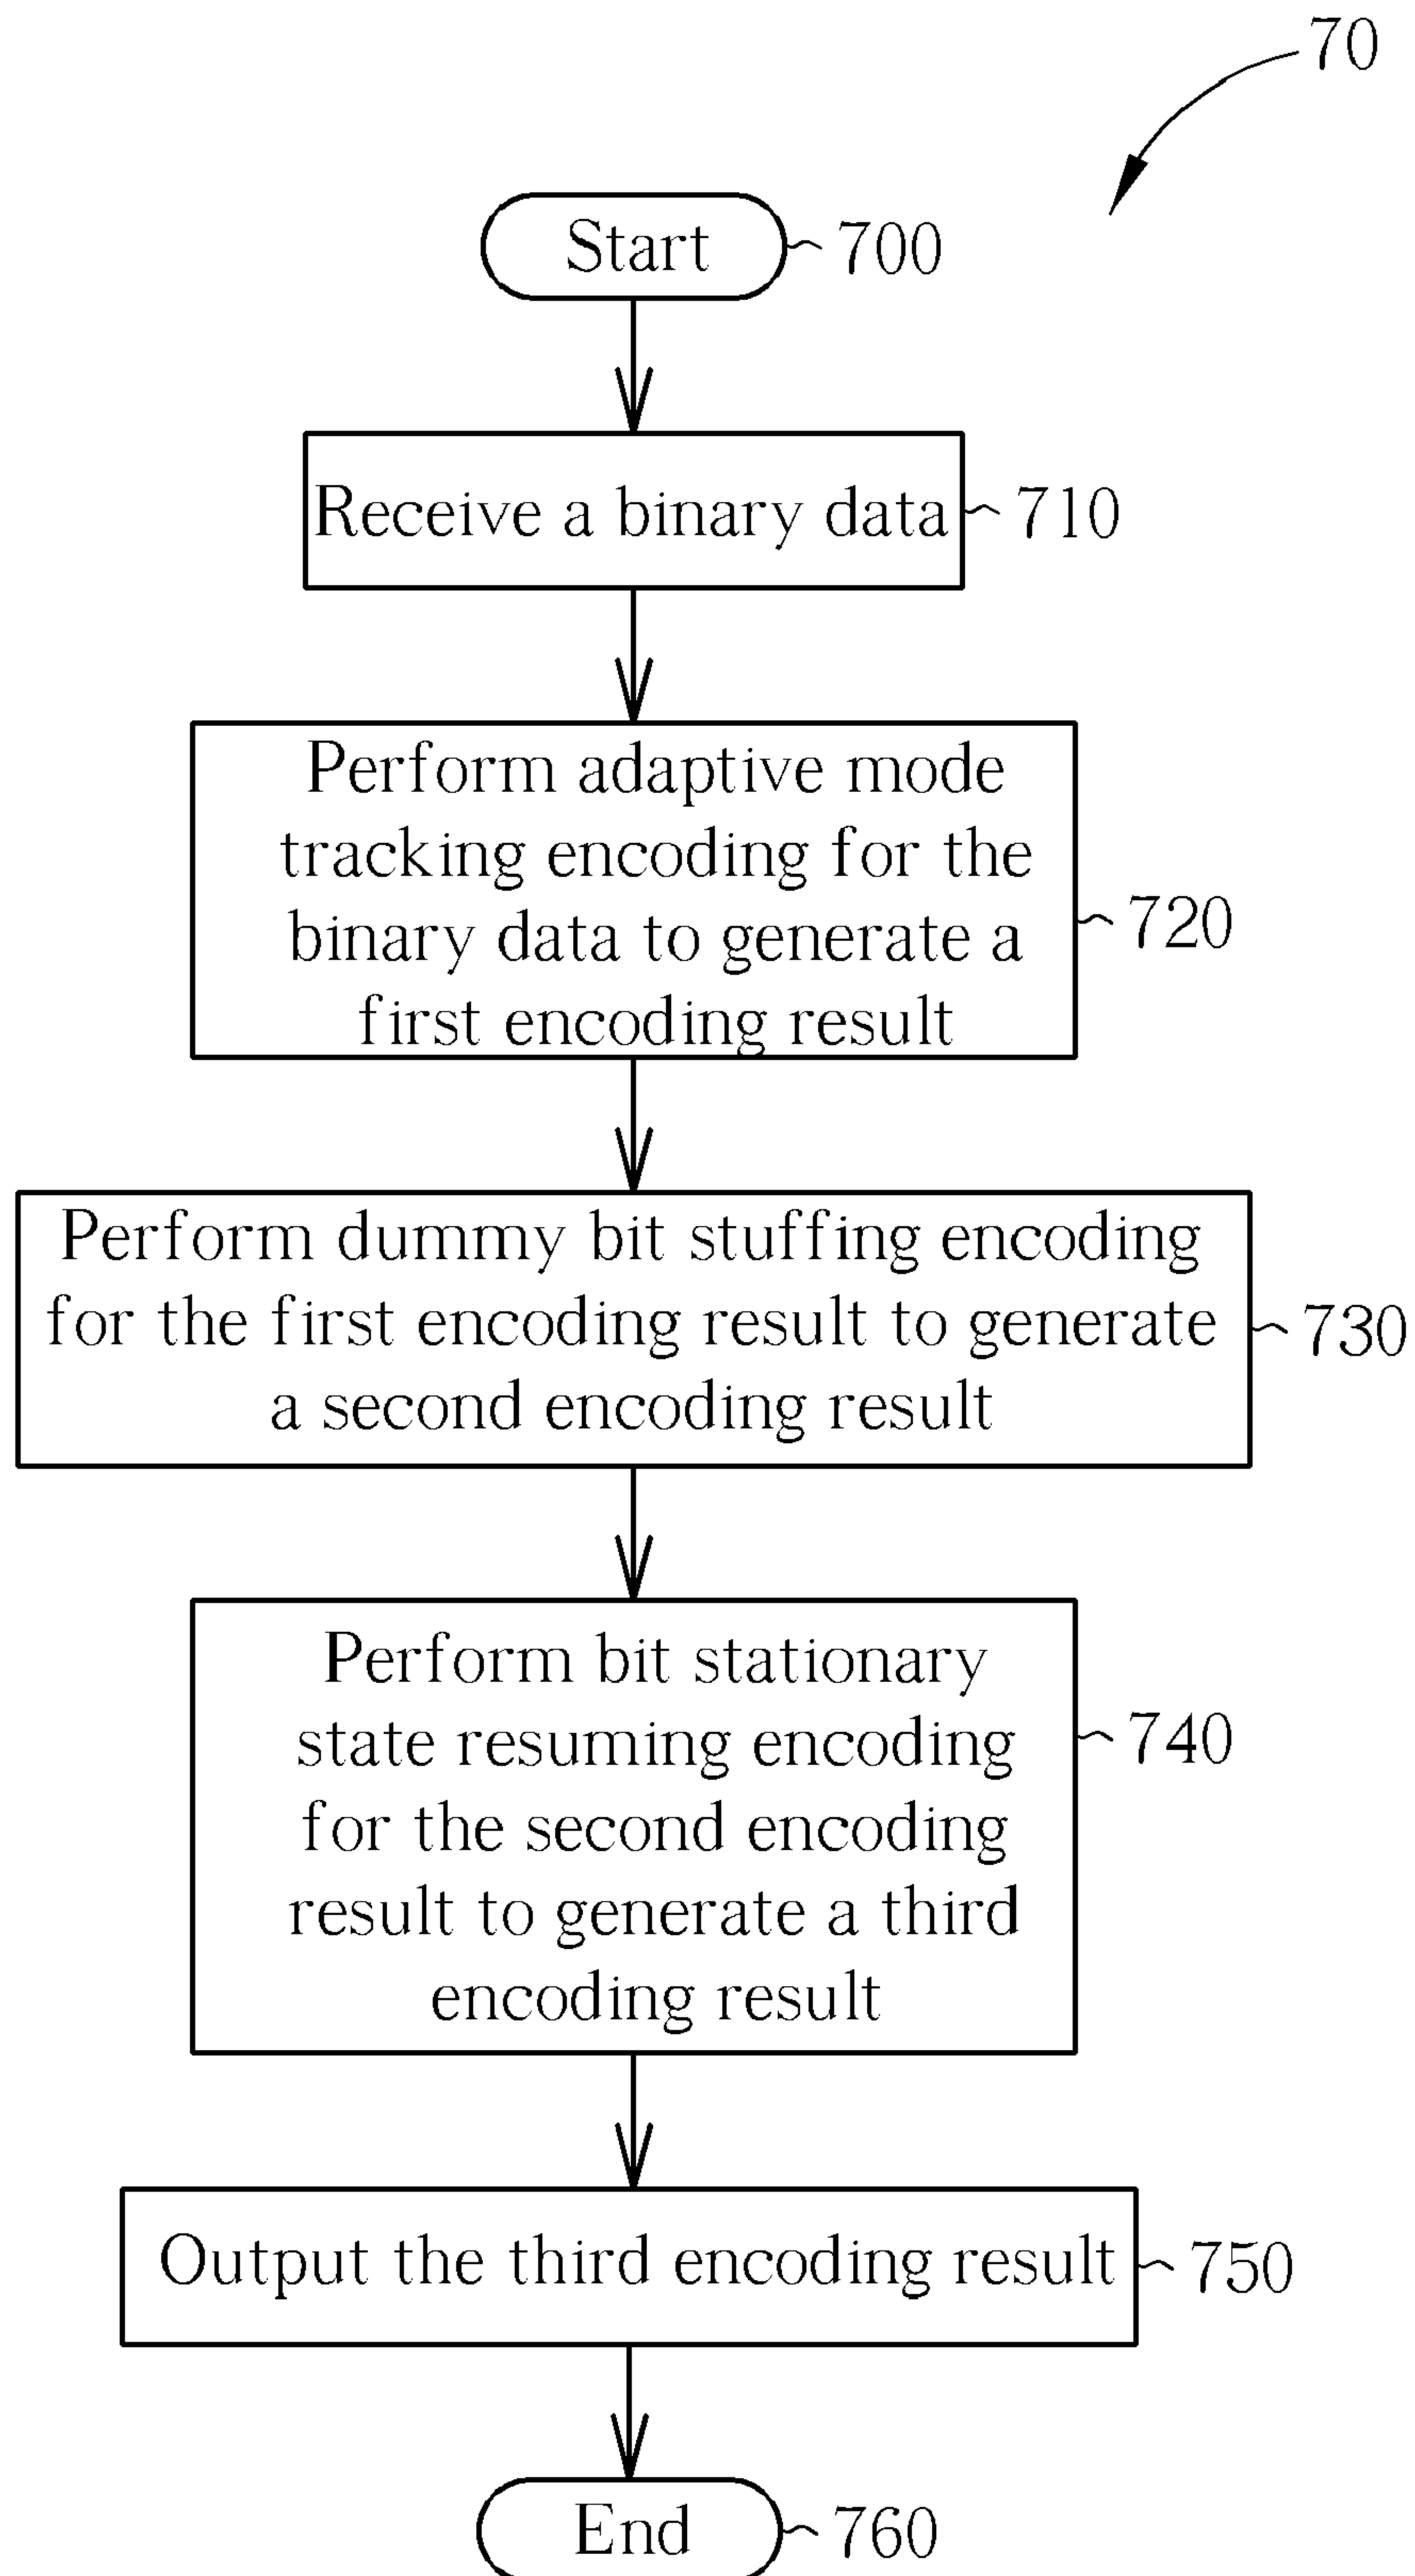 70
Start
700
Receive a binary data
710
Perform adaptive mode
tracking encoding for the
binary data to generate a
first encoding result
720
Perform dummy bit stuffing encoding
for the first encoding result to generate
a second encoding result
730
Perform bit stationary
state resuming encoding
for the second encoding
result to generate a third
encoding result
740
Output the third encoding result
750
End
760